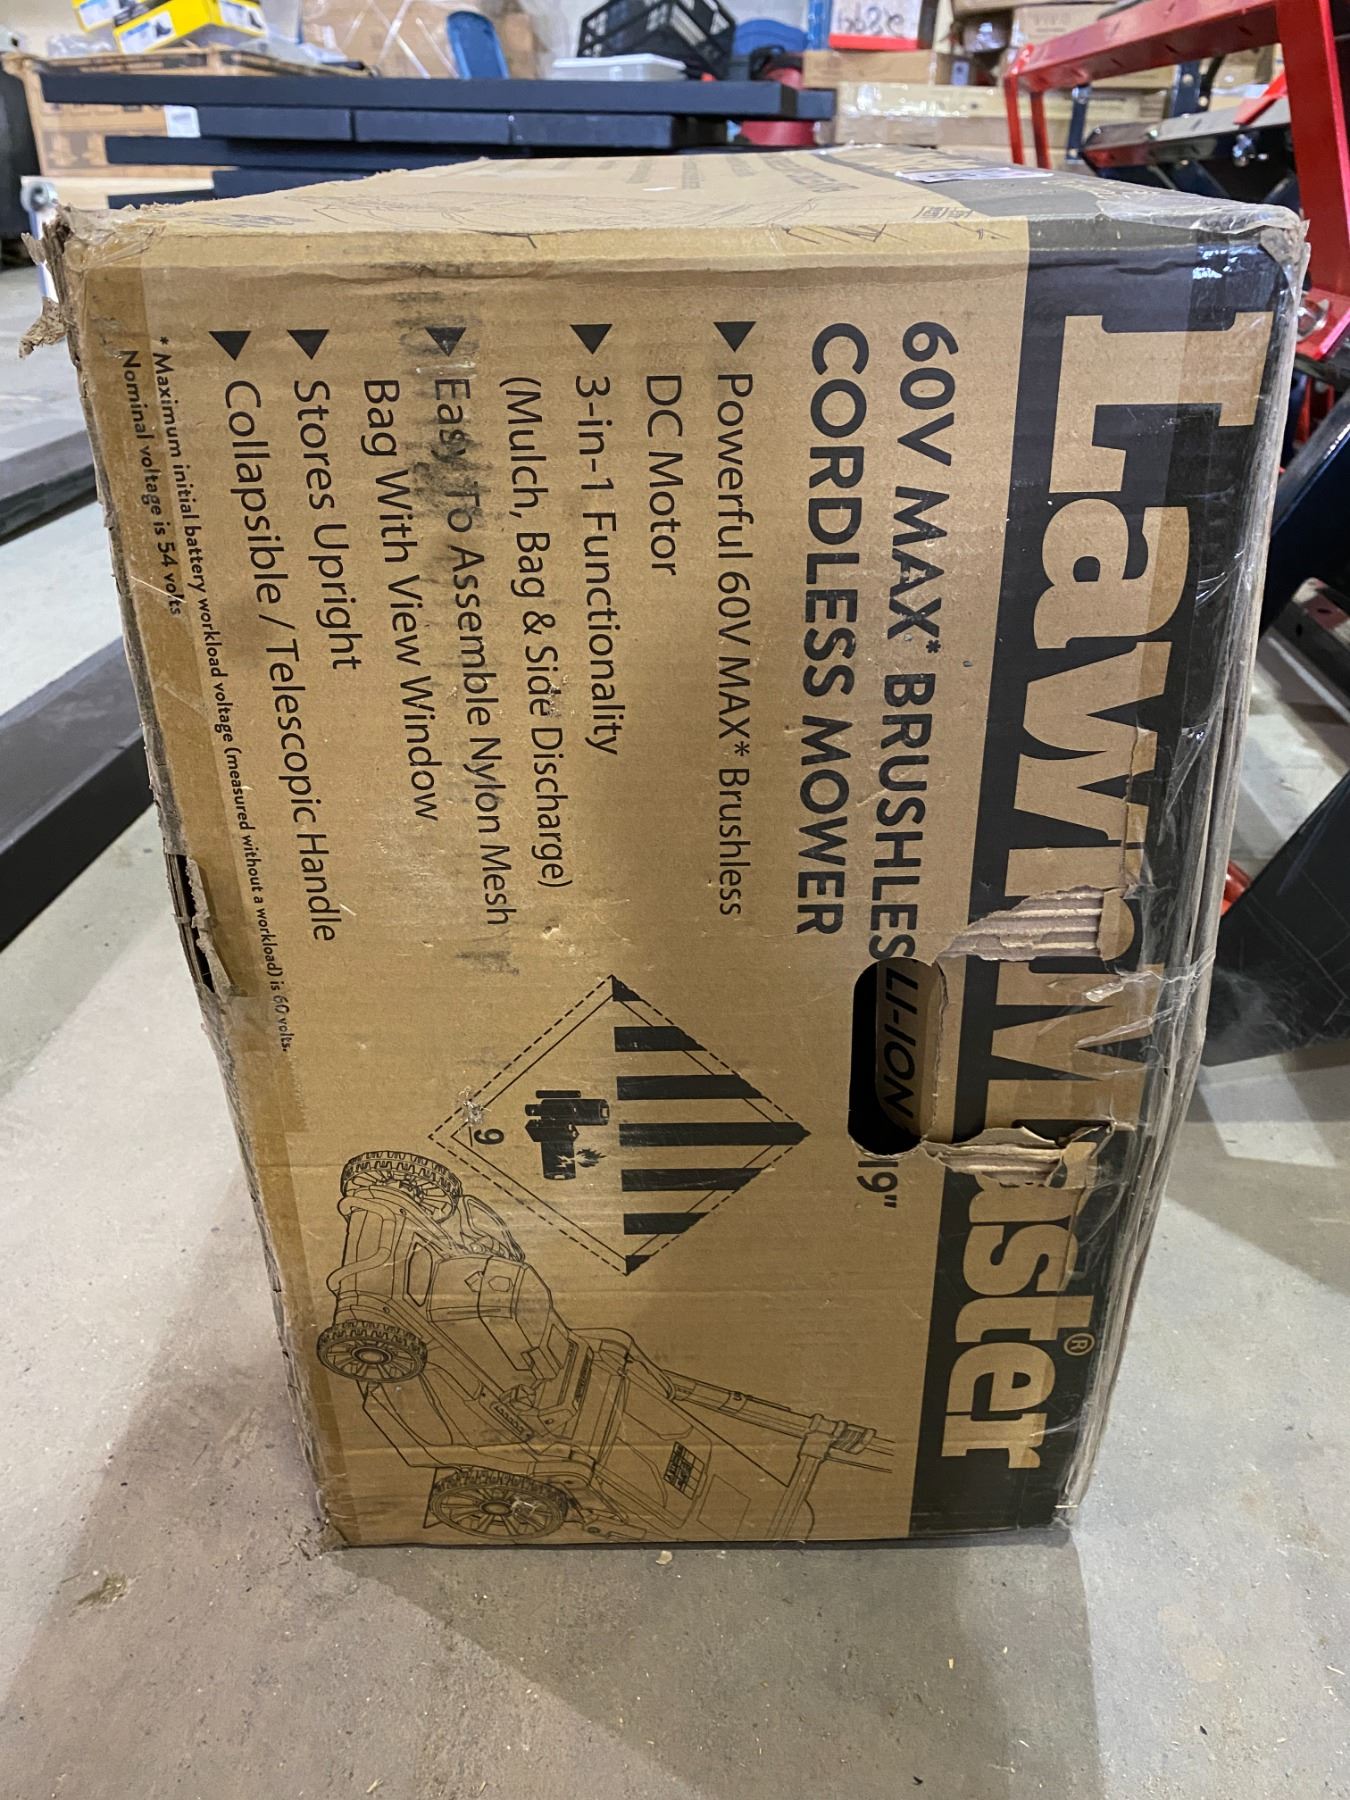 LawnMaster®
60V MAX* BRUSHLESS LI-ION 19"
CORDLESS MOWER
▶ Powerful 60V MAX* Brushless
DC Motor
▶ 3-in-1 Functionality
(Mulch, Bag & Side Discharge)
▶ Easy To Assemble Nylon Mesh
Bag With View Window
▶ Stores Upright
▶ Collapsible / Telescopic Handle
* Maximum initial battery workload voltage (measured without a workload) is 60 volts.
Nominal voltage is 54 volts
9